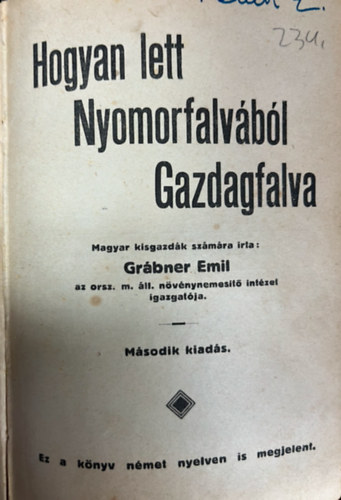 234.
Hogyan lett
Nyomorfalvából
Gazdagfalva
Magyar kisgazdák számára irta:
Grábner Emil
az orsz. m. áll. növénynemesitő intézet
igazgatója.
Második kiadás.
Ez a könyv német nyelven is megjelent.